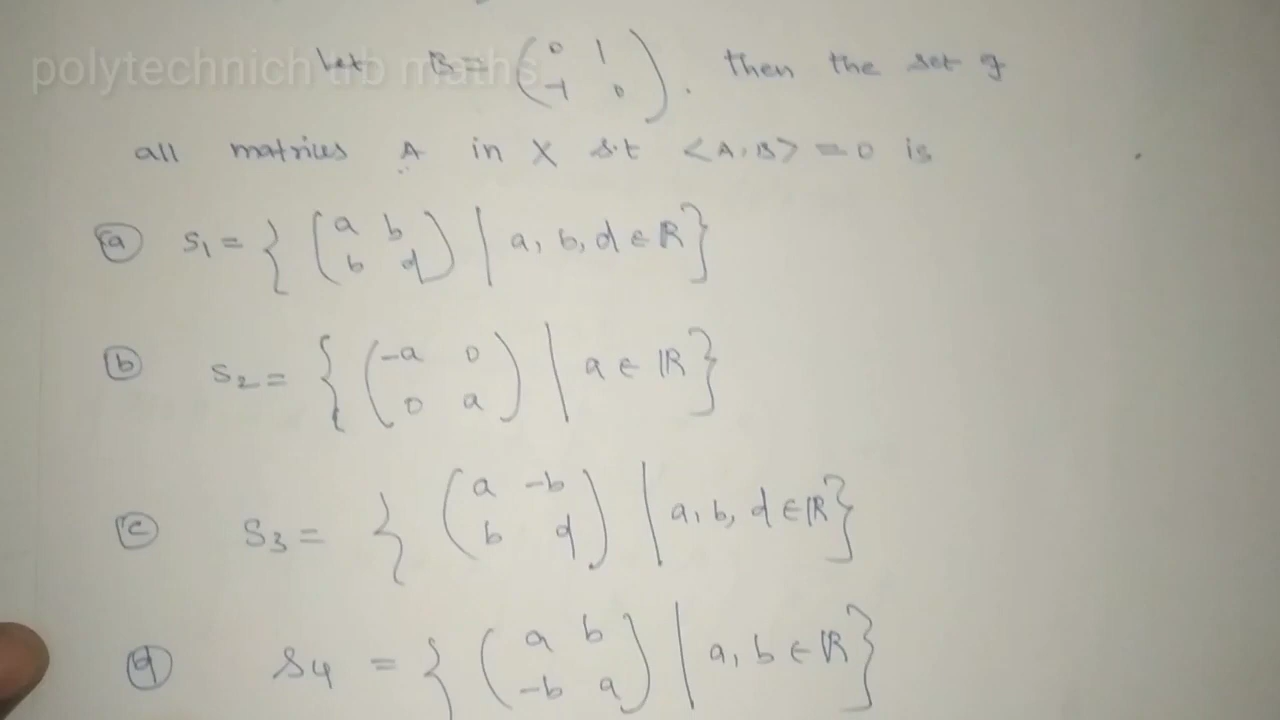 polytechnich trb maths
Let B = ( 0 1 ) . Then the set of
-1 0
all matrices A in X s.t <A,B> = 0 is
(a) S1 = { ( a b ) | a, b, d ∈ R }
b d
(b) S2 = { ( -a 0 ) | a ∈ R }
0 a
(c) S3 = { ( a -b ) | a, b, d ∈ R }
b d
(d) S4 = { ( a b ) | a, b ∈ R }
-b a